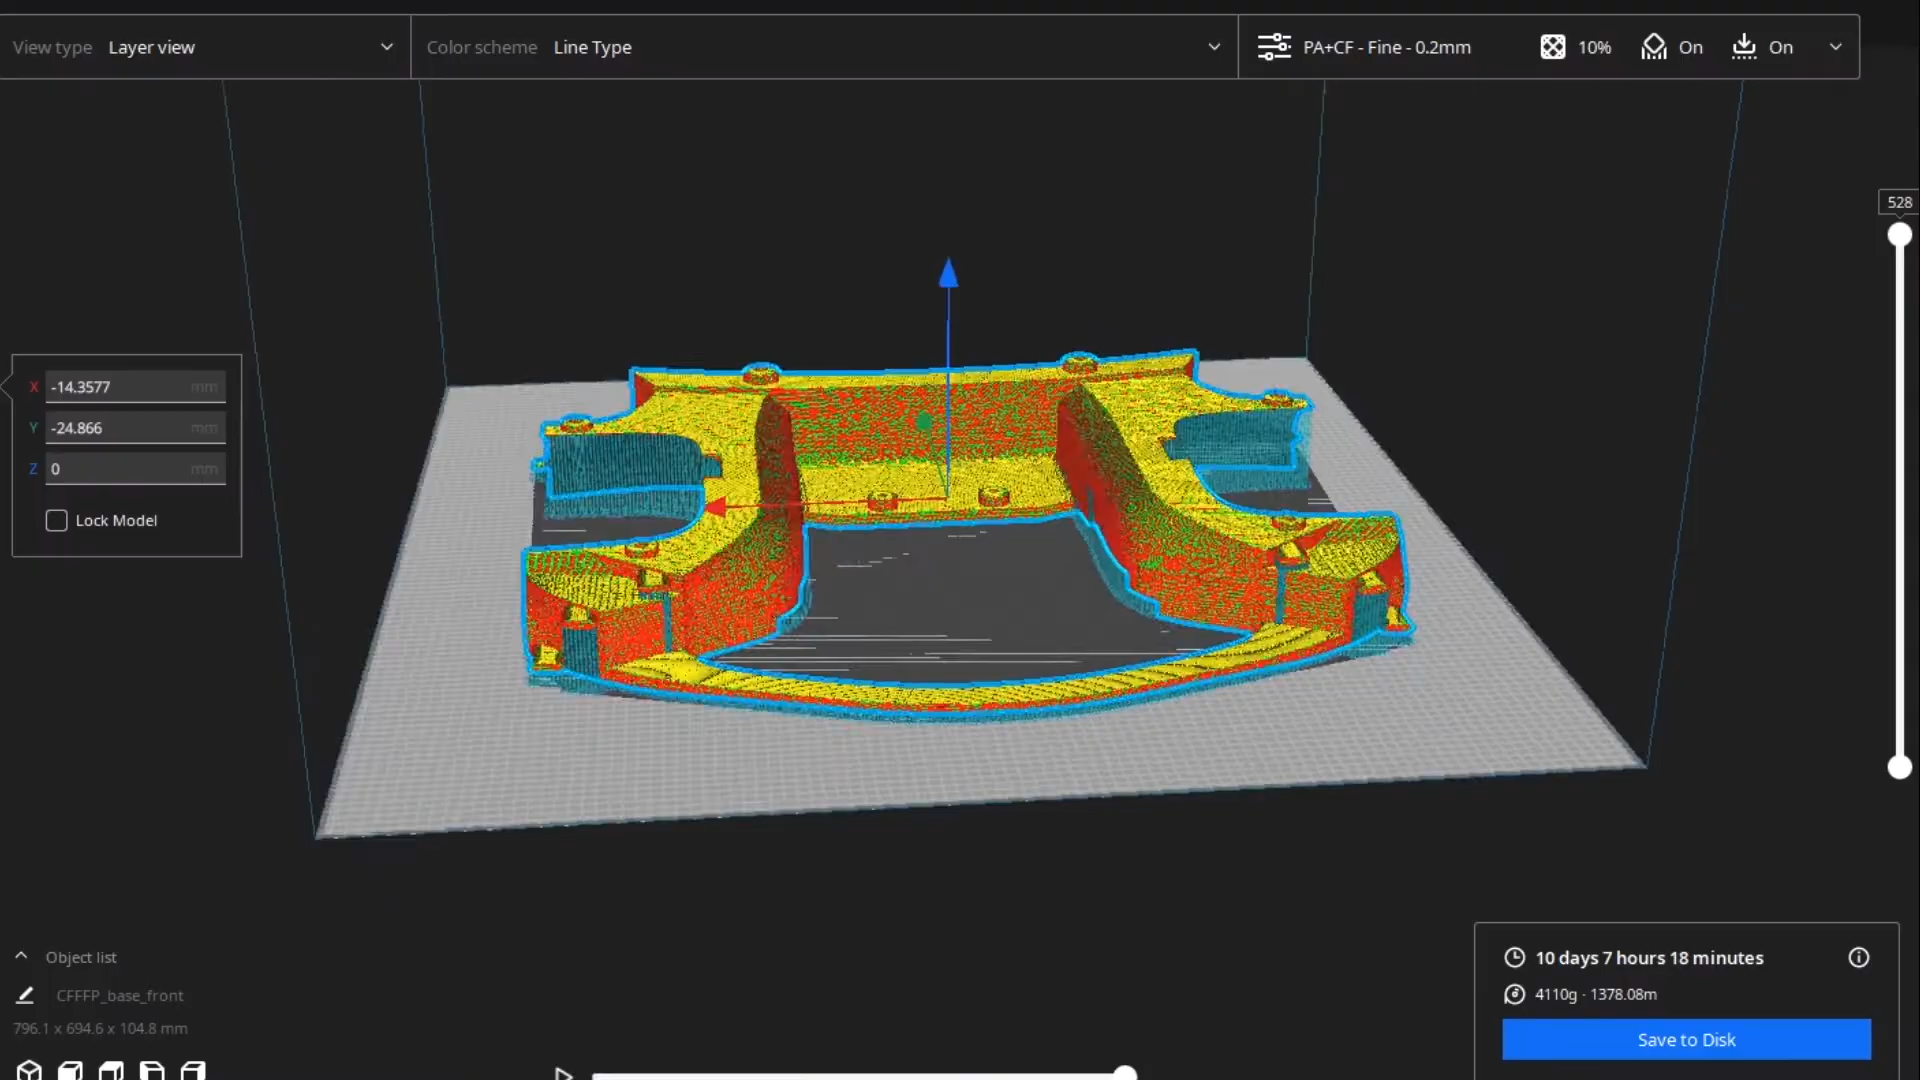 View type Layer view
Color scheme Line Type
PA+CF - Fine - 0.2mm
10%
On
On
528
X -14.3577 mm
Y -24.866 mm
Z 0 mm
Lock Model
Object list
CFFFP_base_front
796.1 x 694.6 x 104.8 mm
10 days 7 hours 18 minutes
4110g · 1378.08m
Save to Disk